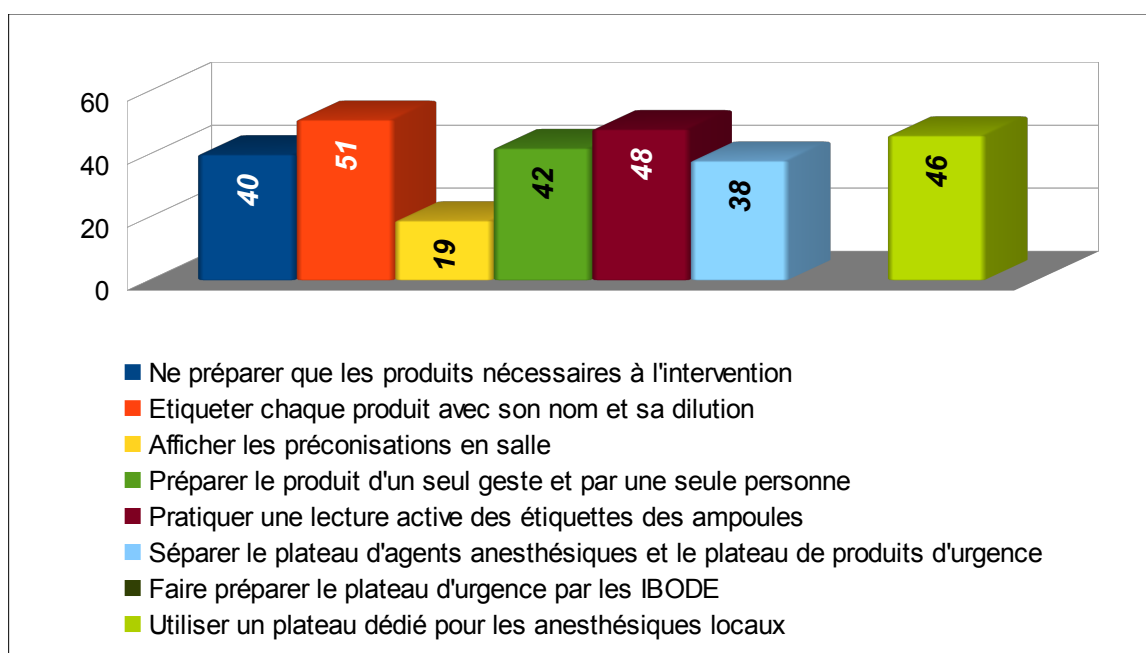 60
40
20
0
40
51
19
42
48
38
46
Ne préparer que les produits nécessaires à l'intervention
Etiqueter chaque produit avec son nom et sa dilution
Afficher les préconisations en salle
Préparer le produit d'un seul geste et par une seule personne
Pratiquer une lecture active des étiquettes des ampoules
Séparer le plateau d'agents anesthésiques et le plateau de produits d'urgence
Faire préparer le plateau d'urgence par les IBODE
Utiliser un plateau dédié pour les anesthésiques locaux